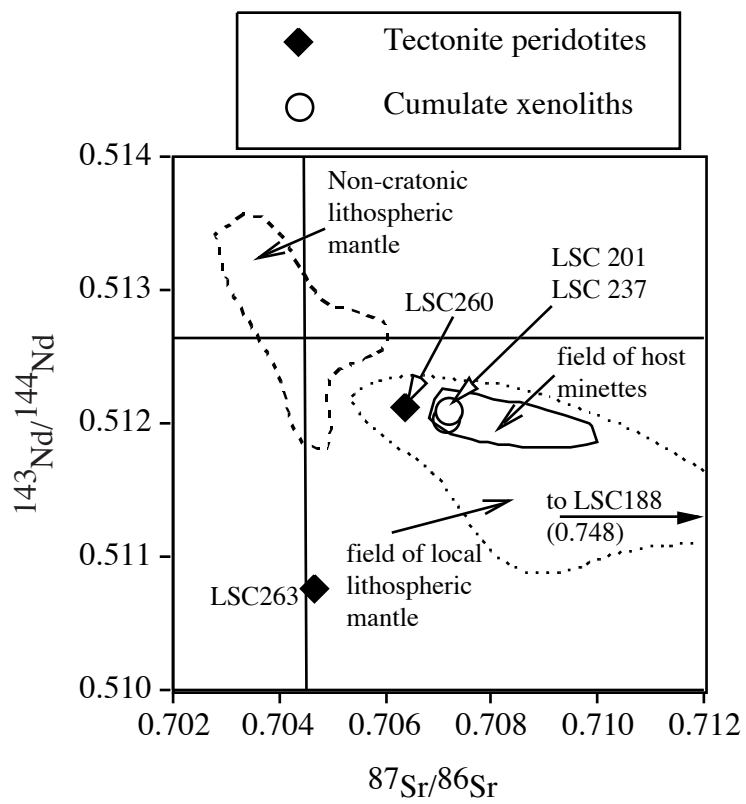 Tectonite peridotites
Cumulate xenoliths
0.514
Non-cratonic
lithospheric
mantle
LSC 201
LSC 237
0.513
LSC260
field of host
minettes
0.512
to LSC188
(0.748)
field of local
lithospheric
mantle
0.511
LSC263
0.510
0.702 0.704 0.706 0.708 0.710 0.712
143Nd/144Nd
87Sr/86Sr